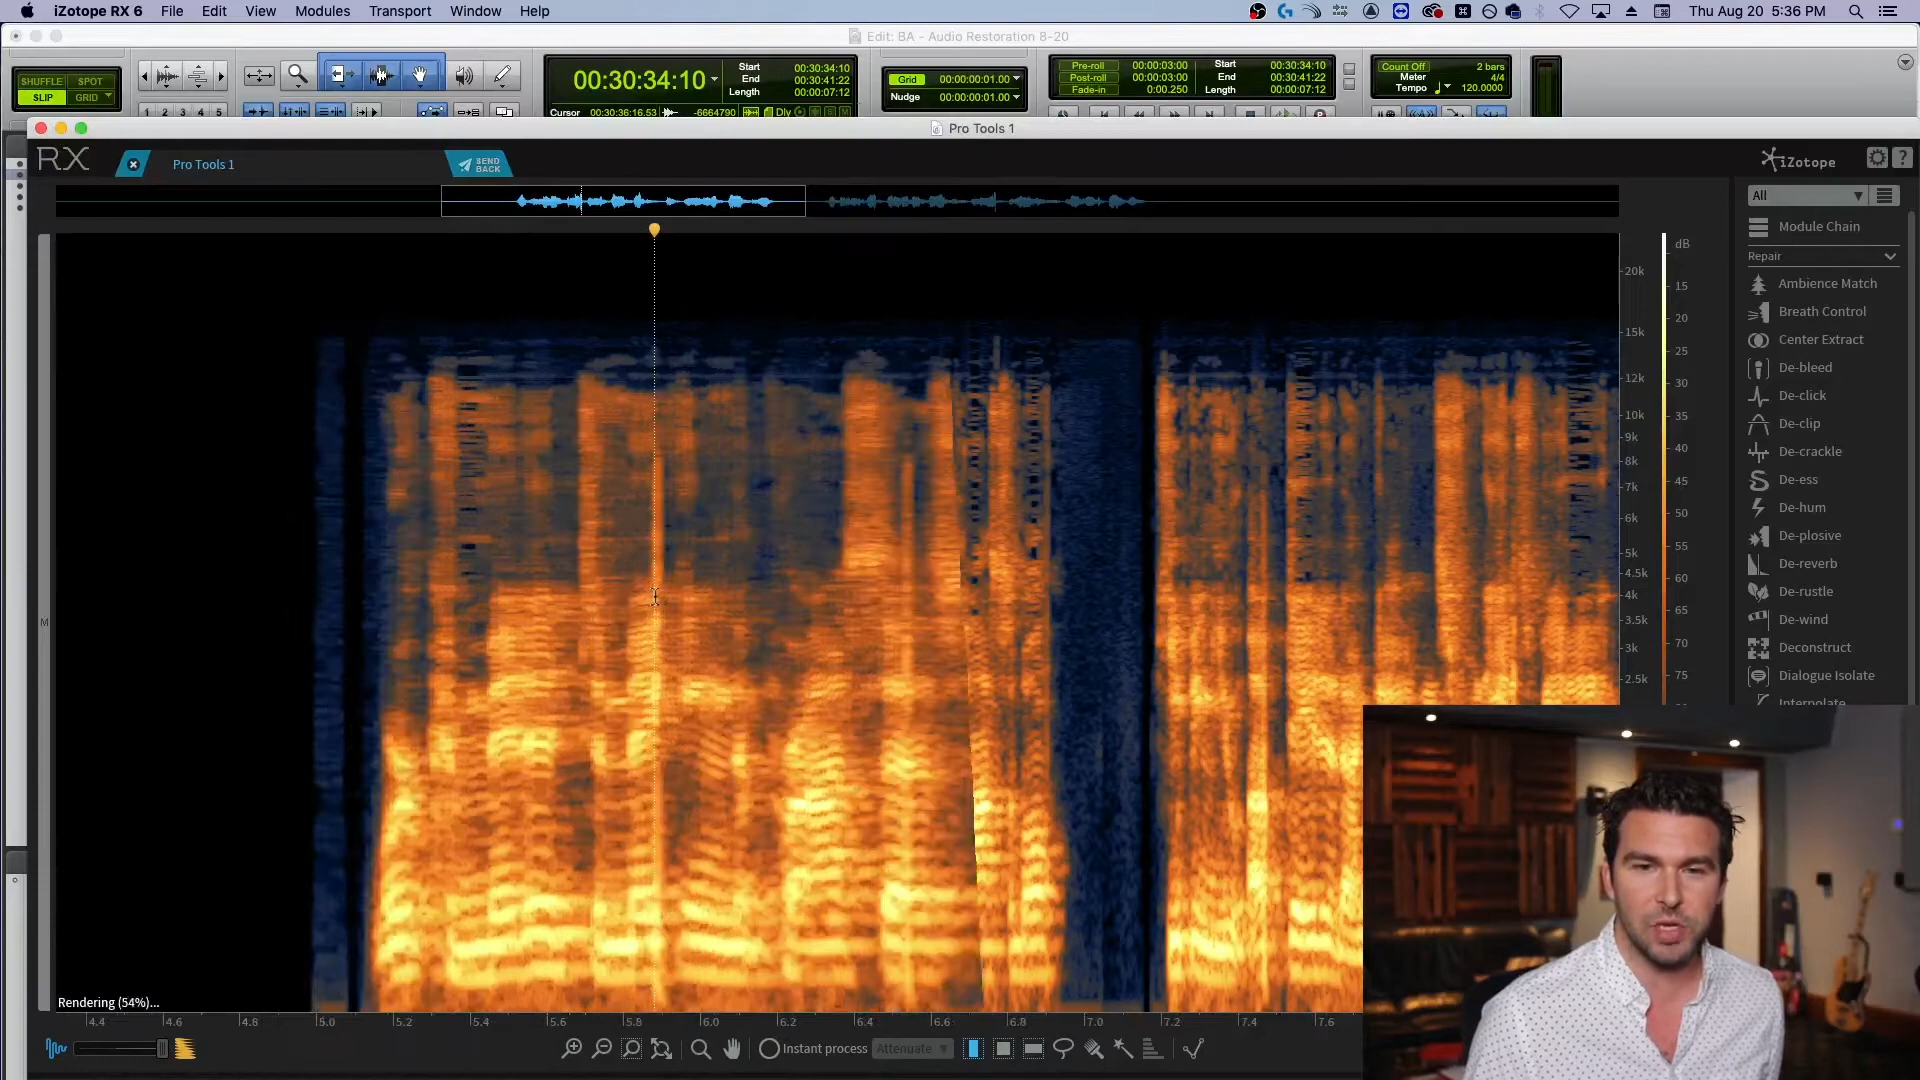 iZotope RX 6 File Edit View Modules Transport Window Help
Thu Aug 20 5:36 PM
Edit: BA - Audio Restoration 8-20
SHUFFLE SPOT
SLIP GRID
1 2 3 4 5
00:30:34:10
Start 00:30:34:10
End 00:30:41:22
Length 00:00:07:12
Cursor 00:30:36:16.53 -6664790 Dly
Grid 00:00:00:01.00
Nudge 00:00:00:01.00
Pre-roll 00:00:03:00
Post-roll 00:00:03:00
Fade-in 0:00.250
Start 00:30:34:10
End 00:30:41:22
Length 00:00:07:12
Count Off 2 bars
Meter 4/4
Tempo 120.0000
Pro Tools 1
RX
Pro Tools 1
SEND
BACK
iZotope
?
All
Module Chain
Repair
Ambience Match
Breath Control
Center Extract
De-bleed
De-click
De-clip
De-crackle
De-ess
De-hum
De-plosive
De-reverb
De-rustle
De-wind
Deconstruct
Dialogue Isolate
Interpolate
dB
15
20
25
30
35
40
45
50
55
60
65
70
75
20k
15k
12k
10k
9k
8k
7k
6k
5k
4.5k
4k
3.5k
3k
2.5k
M
Rendering (54%)...
4.4 4.6 4.8 5.0 5.2 5.4 5.6 5.8 6.0 6.2 6.4 6.6 6.8 7.0 7.2 7.4 7.6
Instant process Attenuate